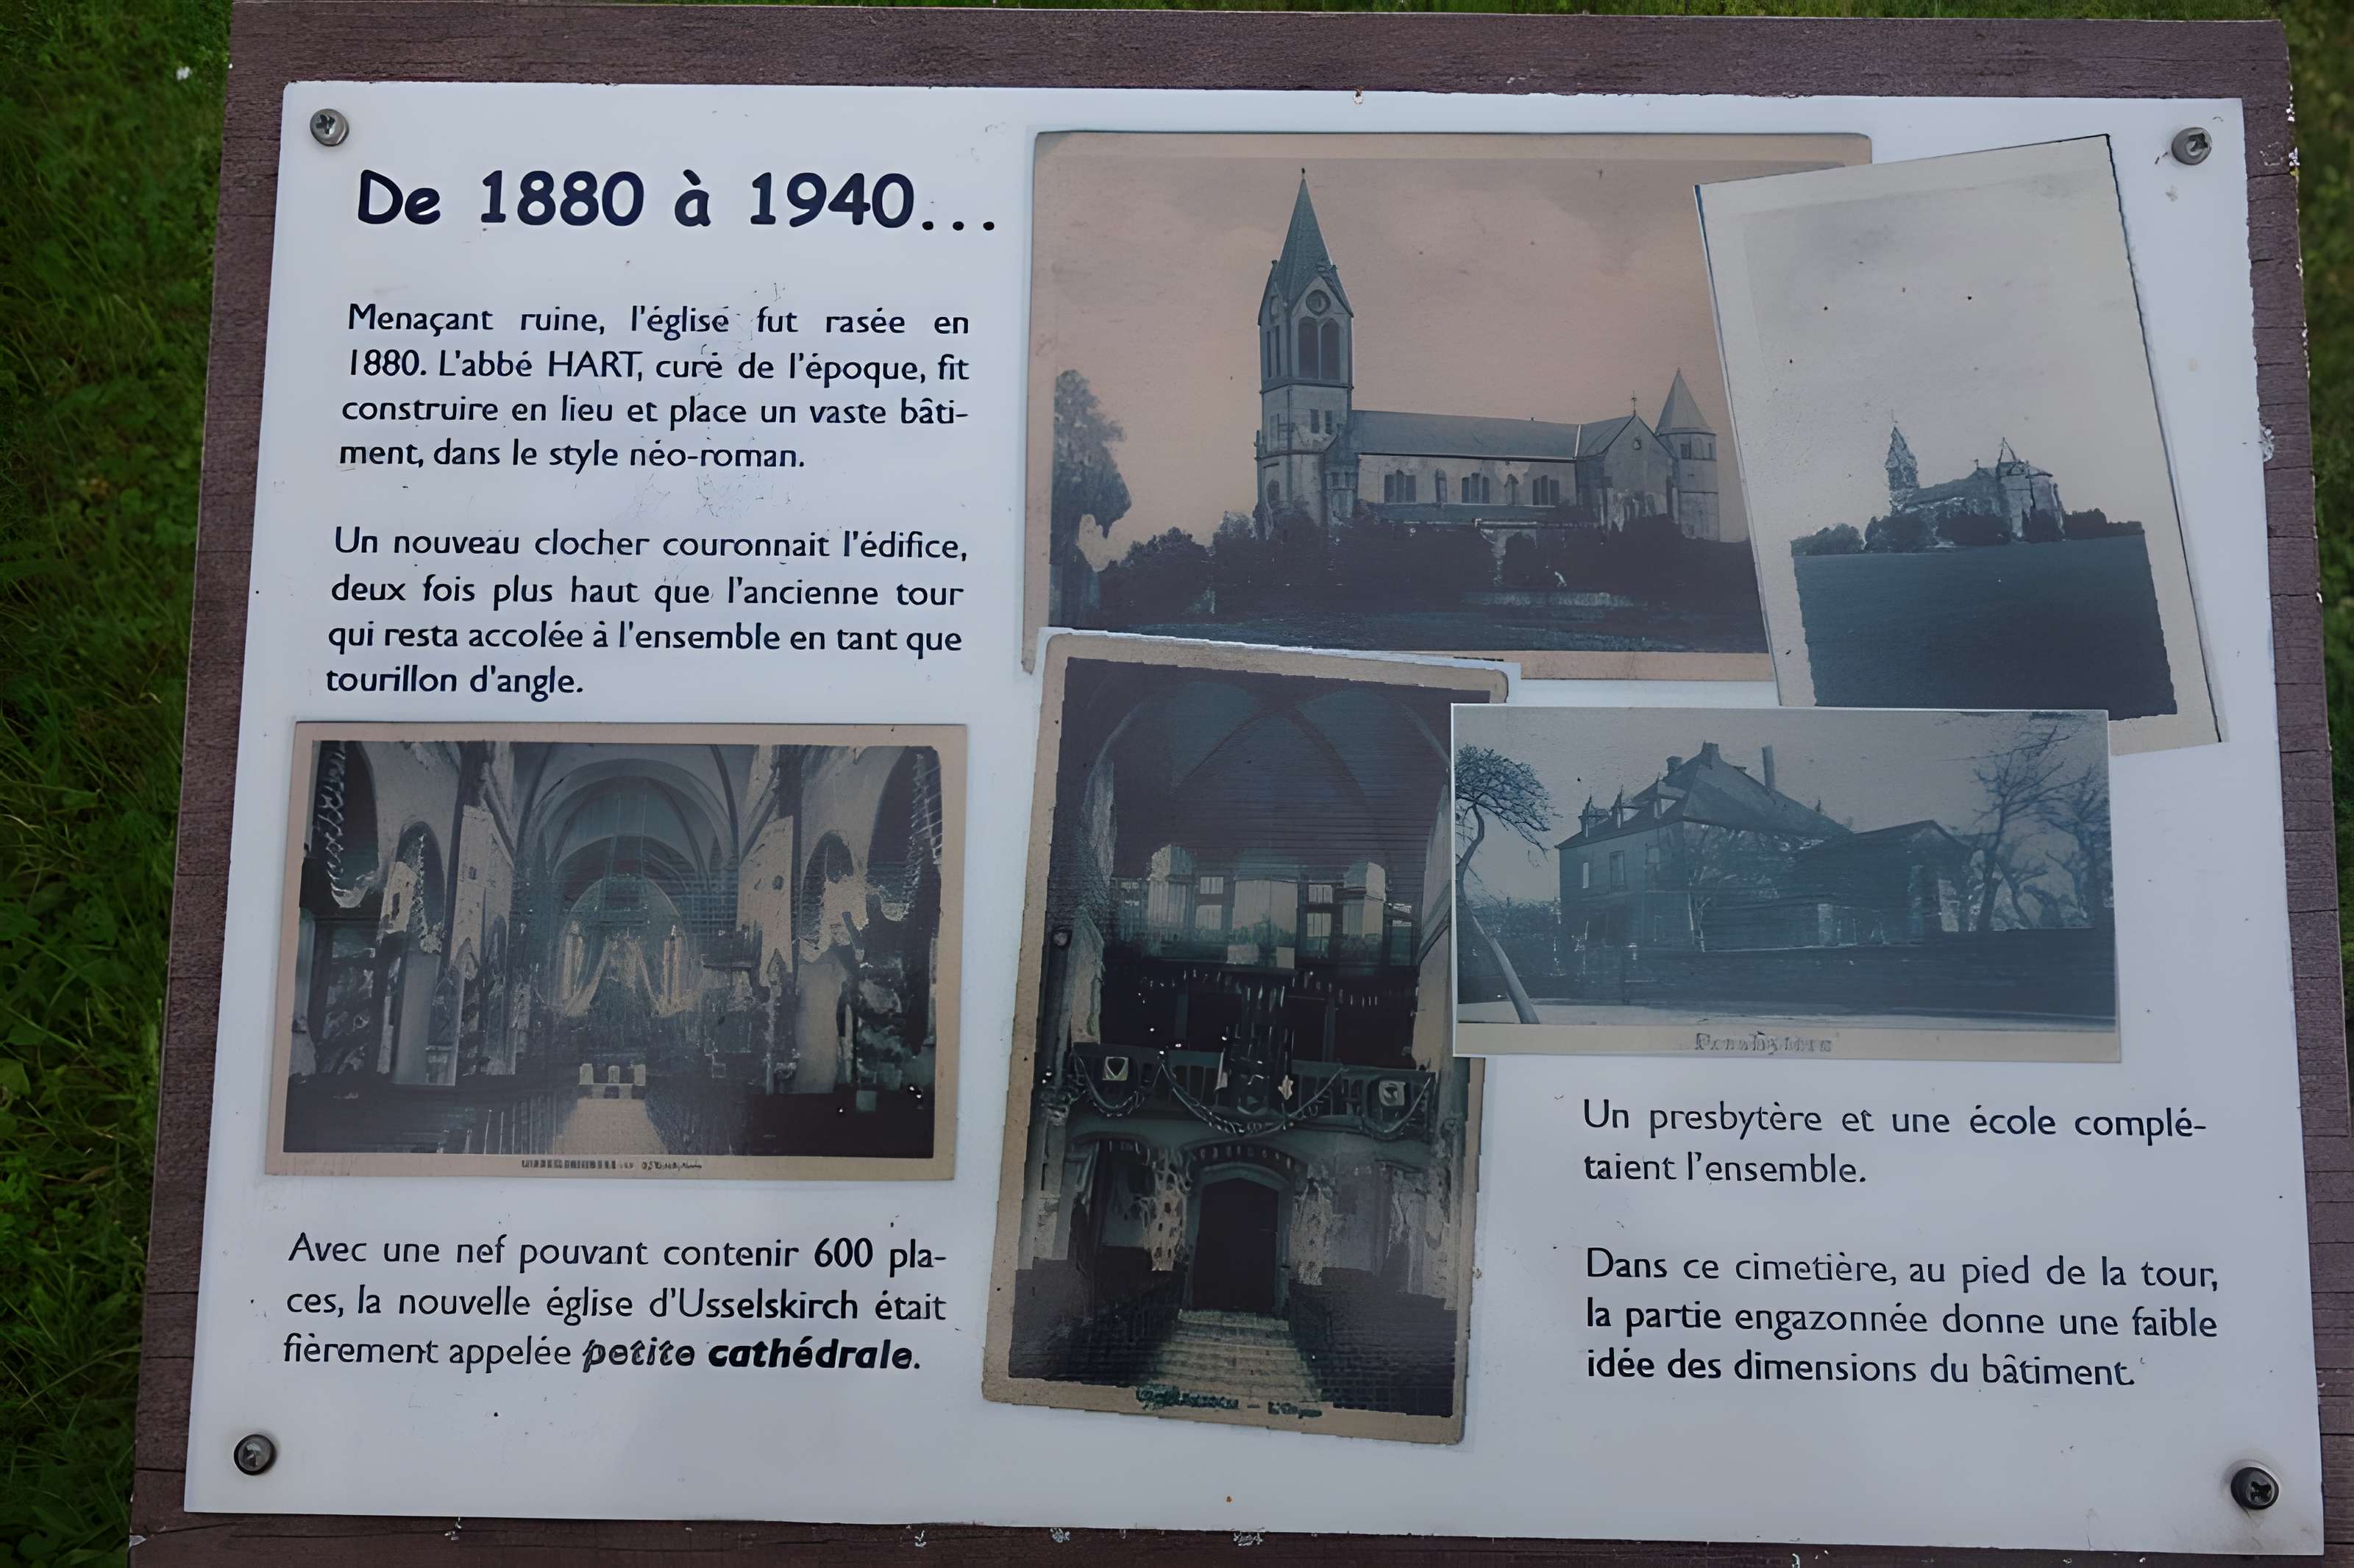 De 1880 à 1940...
Menaçant ruine, l'église fut rasée en
1880. L'abbé HART, curé de l'époque, fit
construire en lieu et place un vaste bâti-
ment, dans le style néo-roman.
Un nouveau clocher couronnait l'édifice,
deux fois plus haut que l'ancienne tour
qui resta accolée à l'ensemble en tant que
tourillon d'angle.
Avec une nef pouvant contenir 600 pla-
ces, la nouvelle église d'Usselskirch était
fièrement appelée petite cathédrale.
Un presbytère et une école complé-
taient l'ensemble.
Dans ce cimetière, au pied de la tour,
la partie engazonnée donne une faible
idée des dimensions du bâtiment.